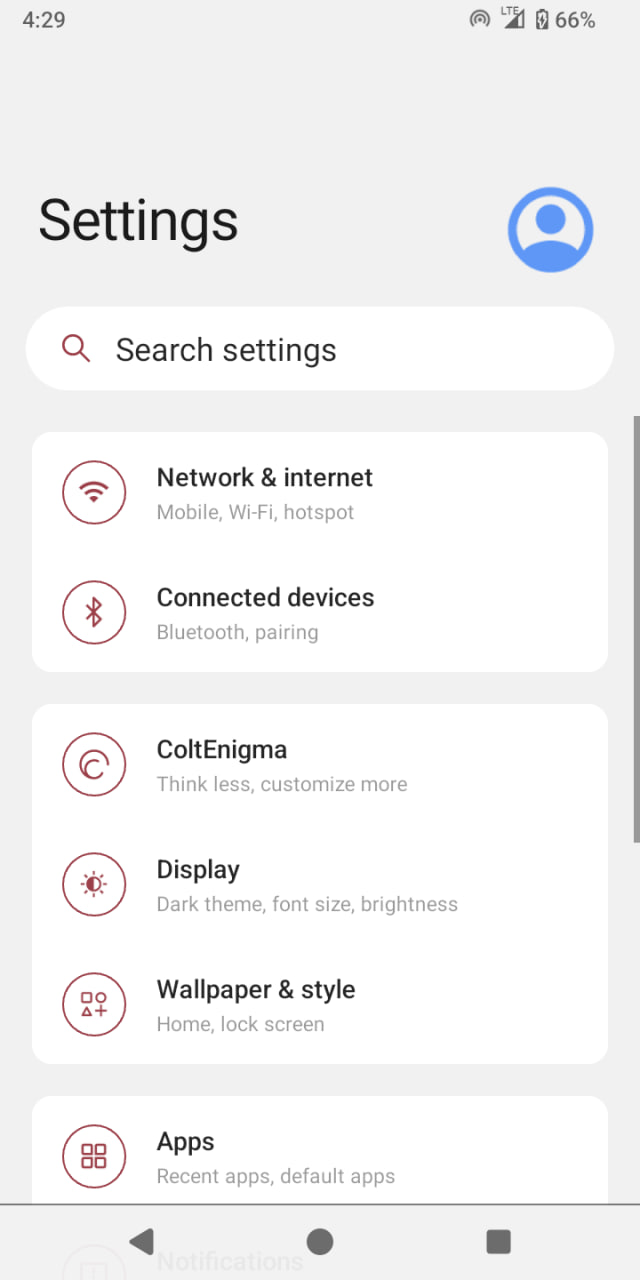 4:29
LTE 66%
Settings
Search settings
Network & internet
Mobile, Wi-Fi, hotspot
Connected devices
Bluetooth, pairing
ColtEnigma
Think less, customize more
Display
Dark theme, font size, brightness
Wallpaper & style
Home, lock screen
Apps
Recent apps, default apps
Notifications